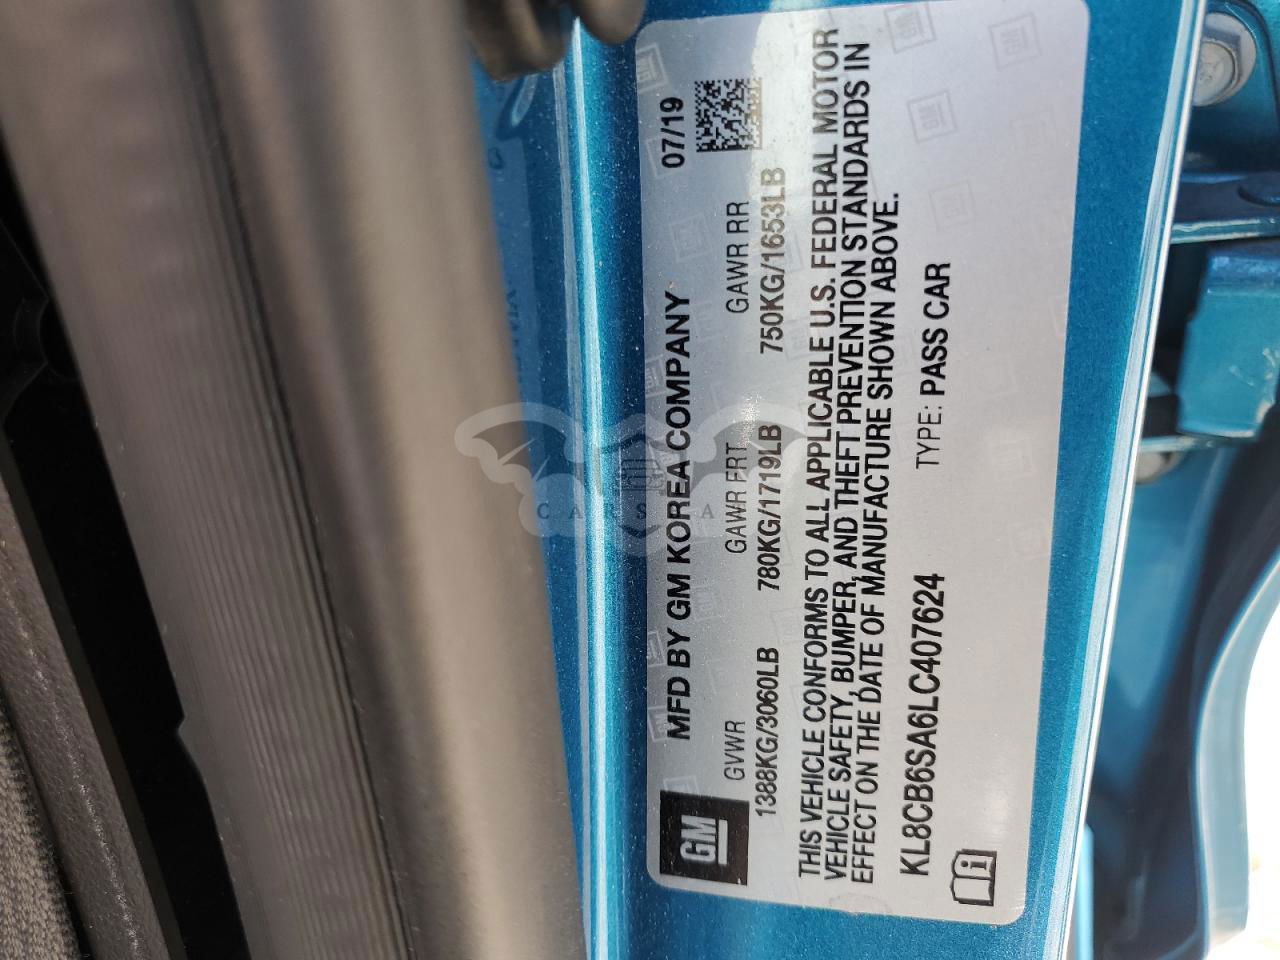 GM
MFD BY GM KOREA COMPANY 07/19
GVWR GAWR FRT GAWR RR
1388KG/3060LB 780KG/1719LB 750KG/1653LB
THIS VEHICLE CONFORMS TO ALL APPLICABLE U.S. FEDERAL MOTOR
VEHICLE SAFETY, BUMPER, AND THEFT PREVENTION STANDARDS IN
EFFECT ON THE DATE OF MANUFACTURE SHOWN ABOVE.
KL8CB6SA6LC407624 TYPE: PASS CAR